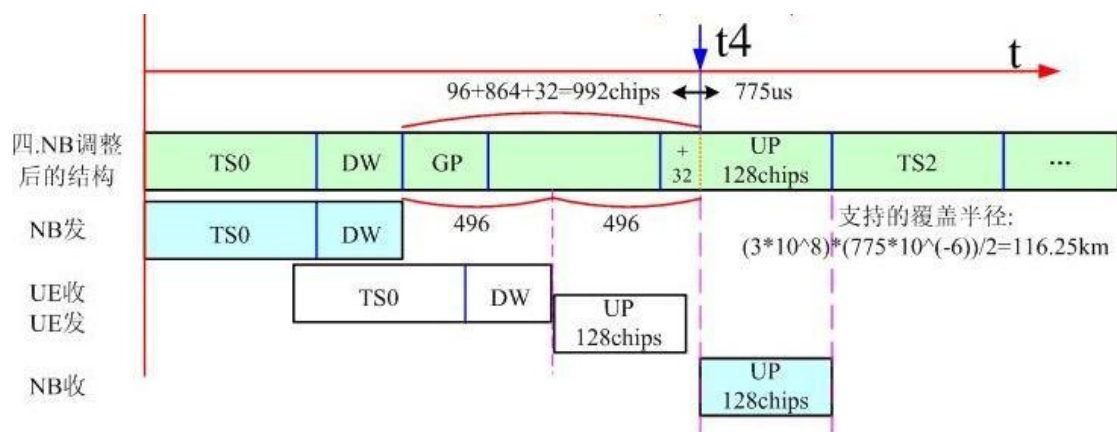 t4
t
96+864+32=992chips
775us
四.NB调整
后的结构
TS0
DW
GP
+
32
UP
128chips
TS2
...
NB发
TS0
DW
496
496
支持的覆盖半径:
(3*10^8)*(775*10^(-6))/2=116.25km
UE收
UE发
TS0
DW
UP
128chips
NB收
UP
128chips